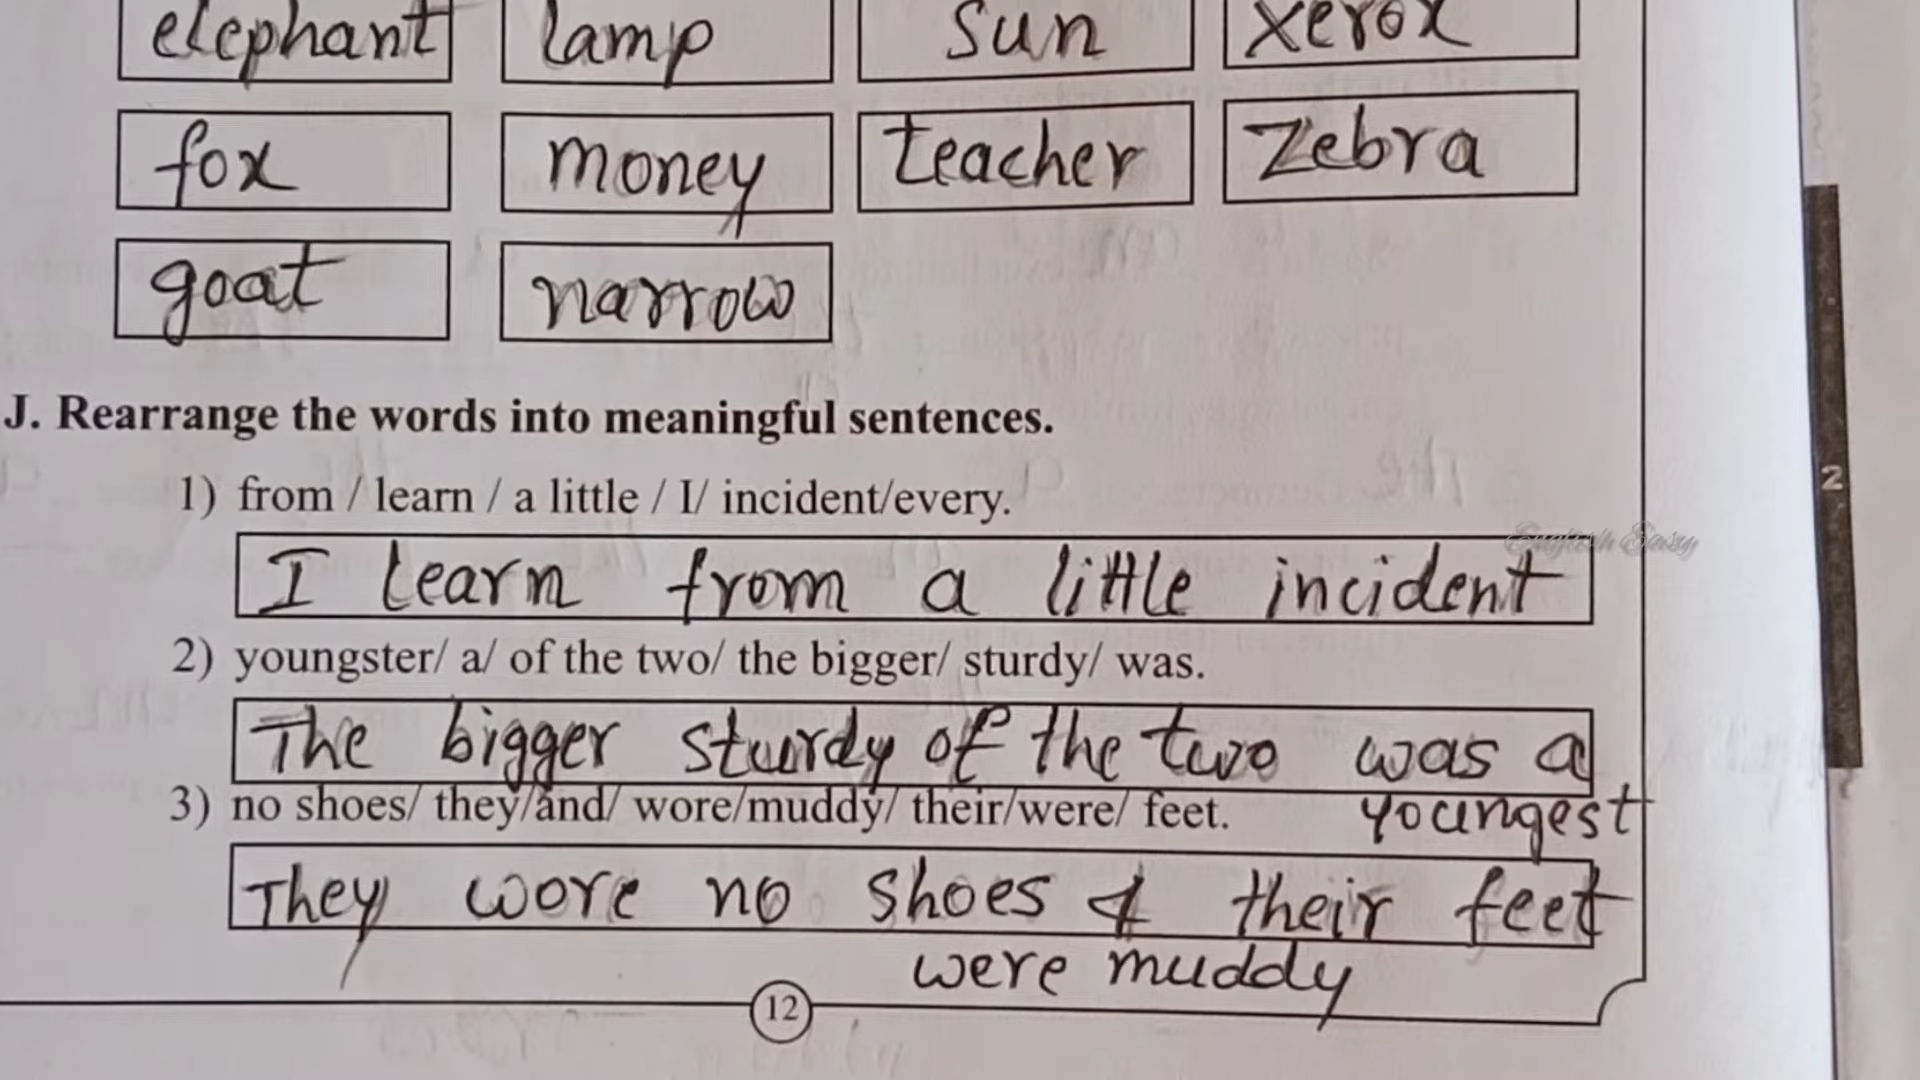 elephant lamp sun xerox
fox money teacher zebra
goat narrow
J. Rearrange the words into meaningful sentences.
1) from / learn / a little / I/ incident/every.
English Easy
I learn from a little incident
2) youngster/ a/ of the two/ the bigger/ sturdy/ was.
The bigger sturdy of the two was a
youngest
3) no shoes/ they/and/ wore/muddy/ their/were/ feet.
They wore no shoes & their feet
were muddy
12
2